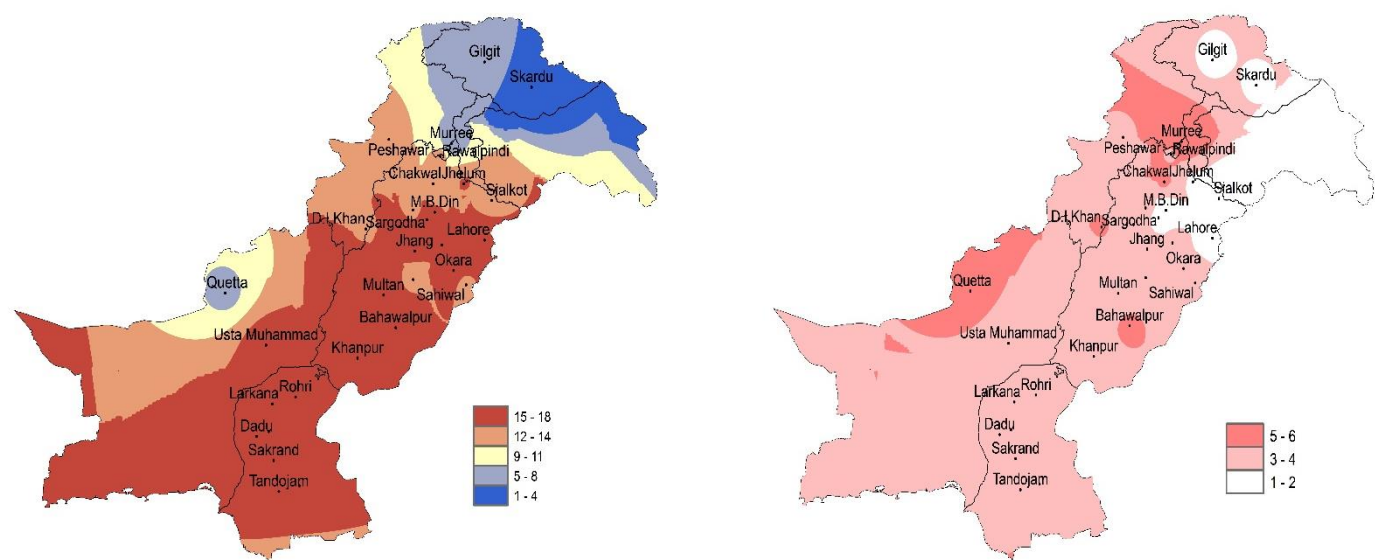 Gilgit
Skardu
Murree
Peshawar
Rawalpindi
Chakwal
Jhelum
Sialkot
M.B.Din
D.I.Khan
Sargodha
Lahore
Jhang
Okara
Quetta
Multan
Sahiwal
Bahawalpur
Usta Muhammad
Khanpur
Rohri
Larkana
Dadu
Sakrand
Tandojam
15 - 18
12 - 14
9 - 11
5 - 8
1 - 4
Gilgit
Skardu
Murree
Peshawar
Rawalpindi
Chakwal
Jhelum
Sialkot
M.B.Din
D.I.Khan
Sargodha
Lahore
Jhang
Okara
Quetta
Multan
Sahiwal
Bahawalpur
Usta Muhammad
Khanpur
Rohri
Larkana
Dadu
Sakrand
Tandojam
5 - 6
3 - 4
1 - 2